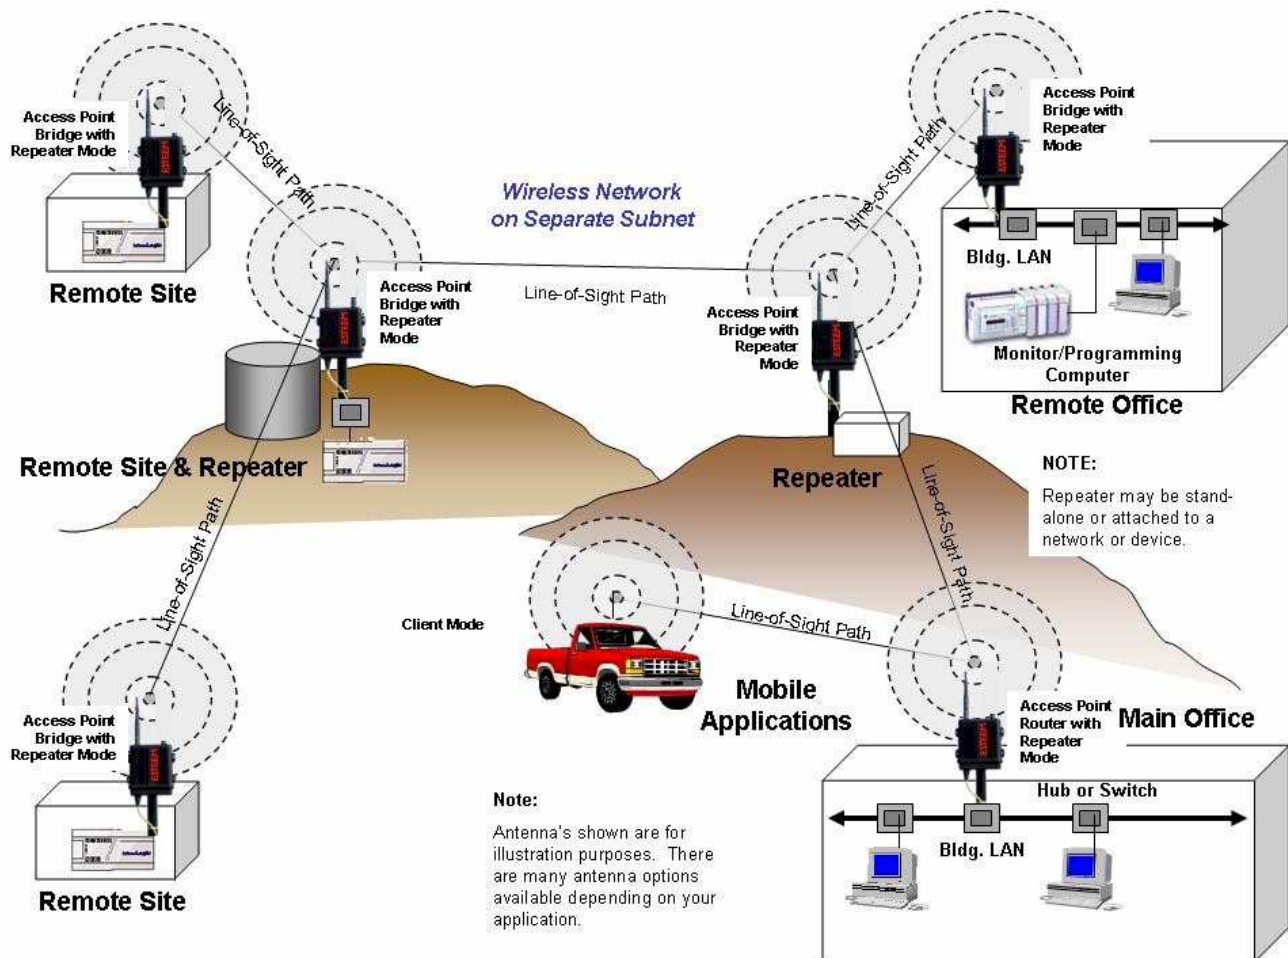 Access Point
Bridge with
Repeater Mode
ESTEEM
Remote Site
Line-of-Sight Path
Wireless Network
on Separate Subnet
Access Point
Bridge with
Repeater
Mode
ESTEEM
Line-of-Sight Path
Remote Site & Repeater
Line-of-Sight Path
Access Point
Bridge with
Repeater
Mode
ESTEEM
Repeater
Line-of-Sight Path
Access Point
Bridge with
Repeater
Mode
ESTEEM
Bldg. LAN
Monitor/Programming
Computer
Remote Office
NOTE:
Repeater may be stand-
alone or attached to a
network or device.
Line-of-Sight Path
Client Mode
Line-of-Sight Path
Mobile
Applications
Access Point
Router with
Repeater
Mode
ESTEEM
Main Office
Hub or Switch
Bldg. LAN
Access Point
Bridge with
Repeater Mode
ESTEEM
Remote Site
Note:
Antenna's shown are for
illustration purposes. There
are many antenna options
available depending on your
application.